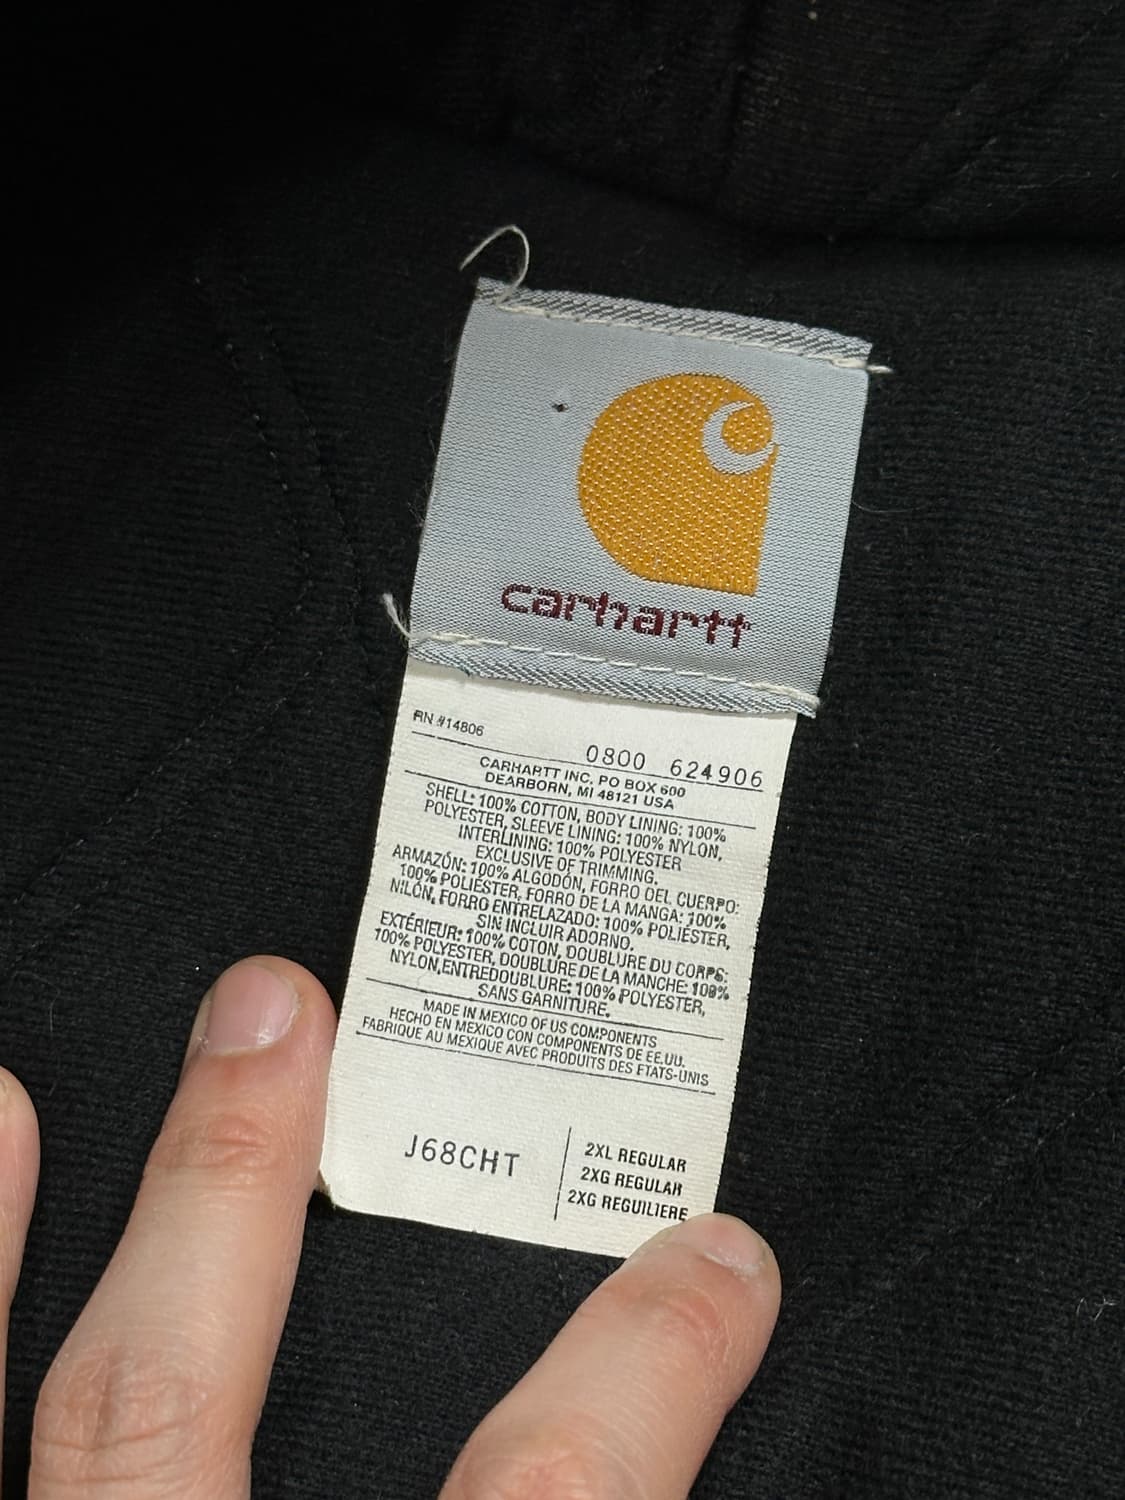 carhartt
RN #14806
0800 624906
CARHARTT INC, PO BOX 600
DEARBORN, MI 48121 USA
SHELL: 100% COTTON, BODY LINING: 100%
POLYESTER, SLEEVE LINING: 100% NYLON,
INTERLINING: 100% POLYESTER
EXCLUSIVE OF TRIMMING.
ARMAZÓN: 100% ALGODÓN, FORRO DEL CUERPO:
100% POLIÉSTER, FORRO DE LA MANGA: 100%
NILÓN, FORRO ENTRELAZADO: 100% POLIÉSTER,
SIN INCLUIR ADORNO.
EXTÉRIEUR: 100% COTON, DOUBLURE DU CORPS:
100% POLYESTER, DOUBLURE DE LA MANCHE: 100%
NYLON,ENTREDOUBLURE: 100% POLYESTER,
SANS GARNITURE.
MADE IN MEXICO OF US COMPONENTS
HECHO EN MEXICO CON COMPONENTS DE EE.UU.
FABRIQUE AU MEXIQUE AVEC PRODUITS DES ETATS-UNIS
J68CHT
2XL REGULAR
2XG REGULAR
2XG REGUILIERE